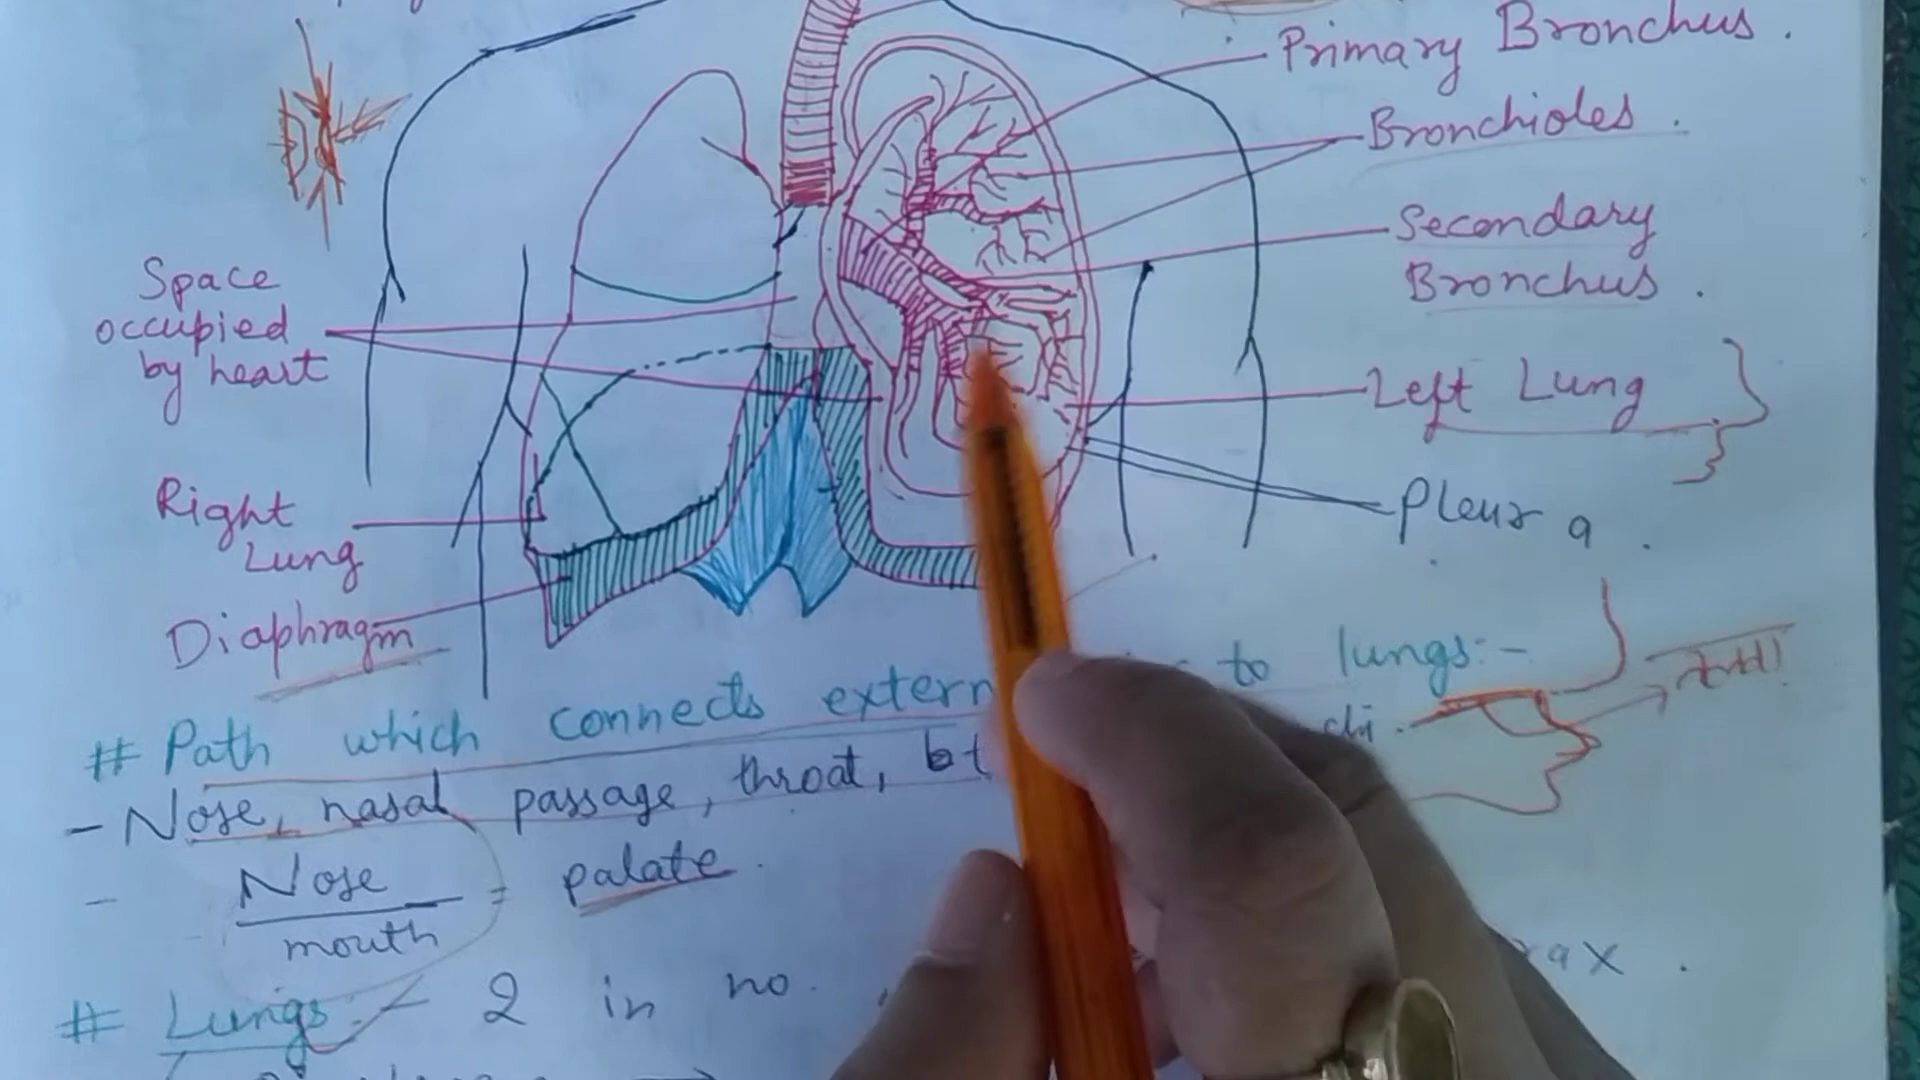 Primary Bronchus.
Bronchioles.
Secondary
Bronchus.
Space
occupied
by heart
Left Lung
Right
Lung
Pleura.
Diaphragm
# Path which connects extern to lungs:-
- Nose, nasal passage, throat, bt
- Nose = palate.
mouth
# Lungs:- 2 in no.